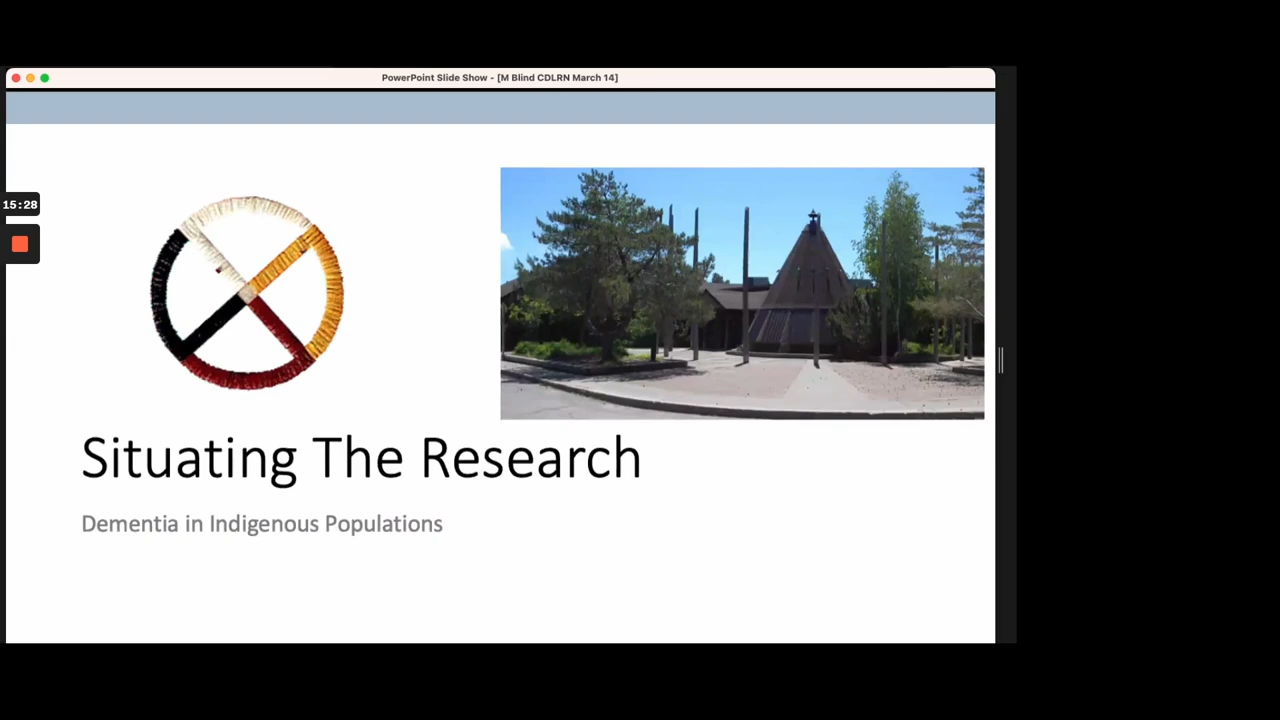 PowerPoint Slide Show - [M Blind CDLRN March 14]
15:28
Situating The Research
Dementia in Indigenous Populations